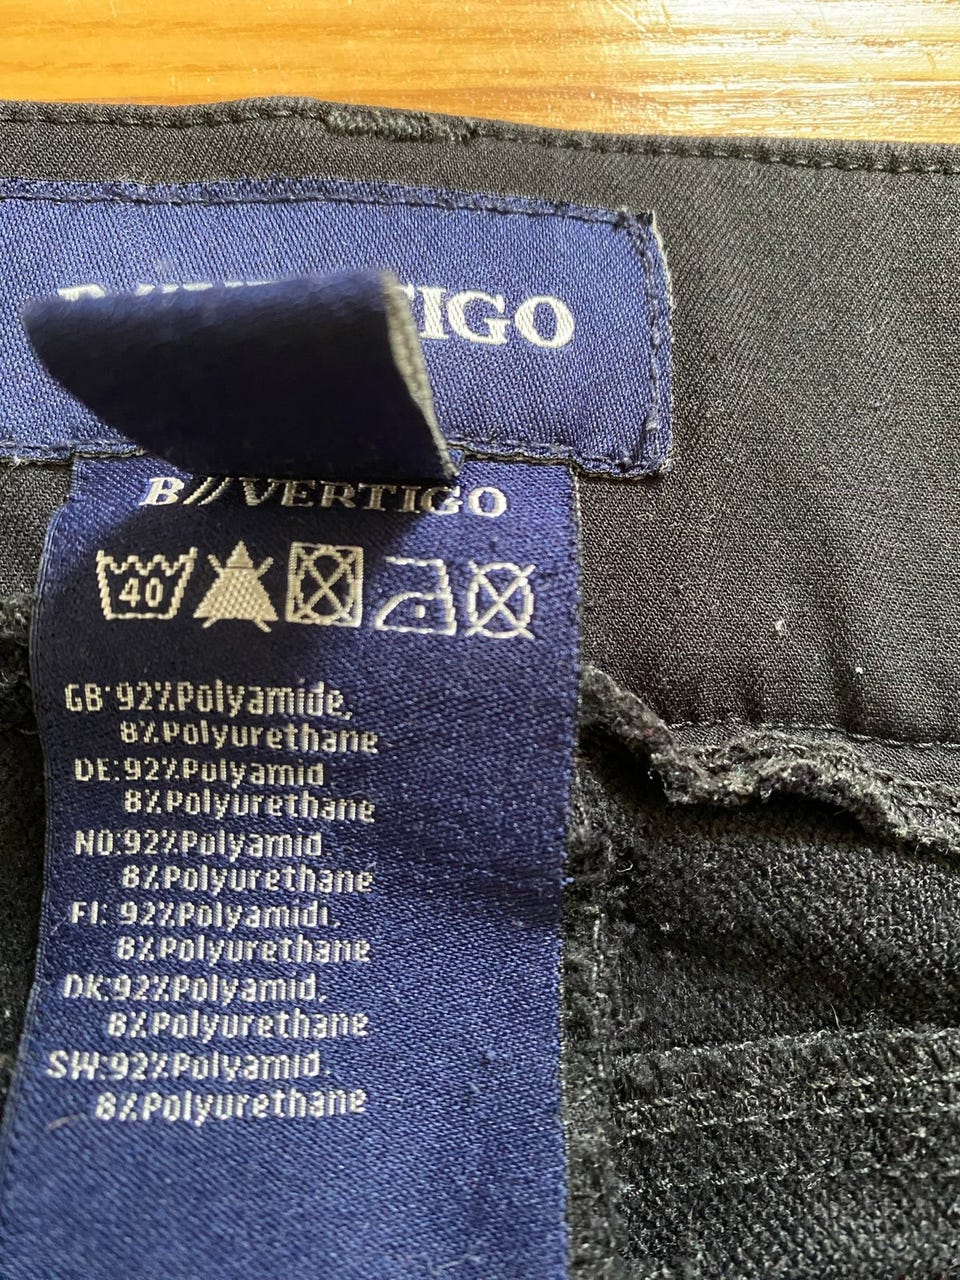 TIGO
B//VERTIGO
40
GB:92%Polyamide,
8%Polyurethane
DE:92%Polyamid
8%Polyurethane
NO:92%Polyamid
8%Polyurethane
FI: 92%Polyamidi,
8%Polyurethane
DK:92%Polyamid,
8%Polyurethane
SW:92%Polyamid.
8%Polyurethane